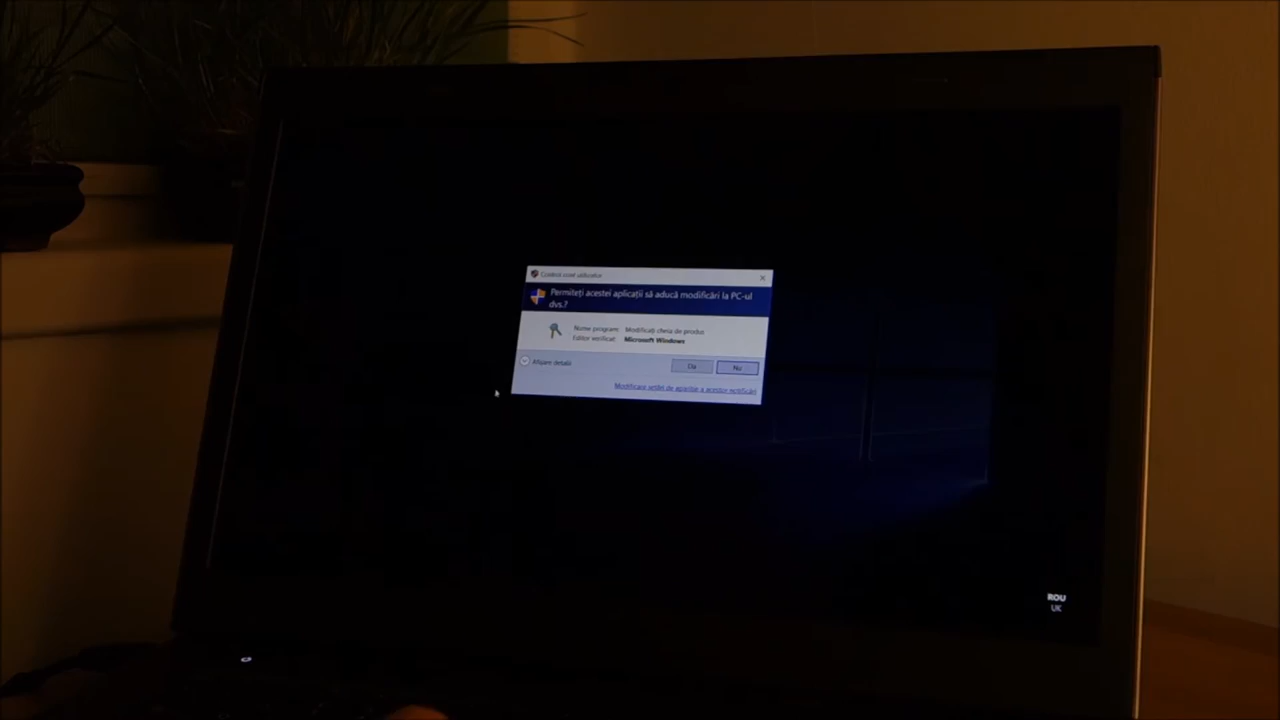 Control cont utilizator
Permiteți acestei aplicații să aducă modificări la PC-ul
dvs.?
Nume program: Modificați cheia de produs
Editor verificat: Microsoft Windows
Afișare detalii
Da
Nu
Modificare setări de apariție a acestor notificări
ROU
UK